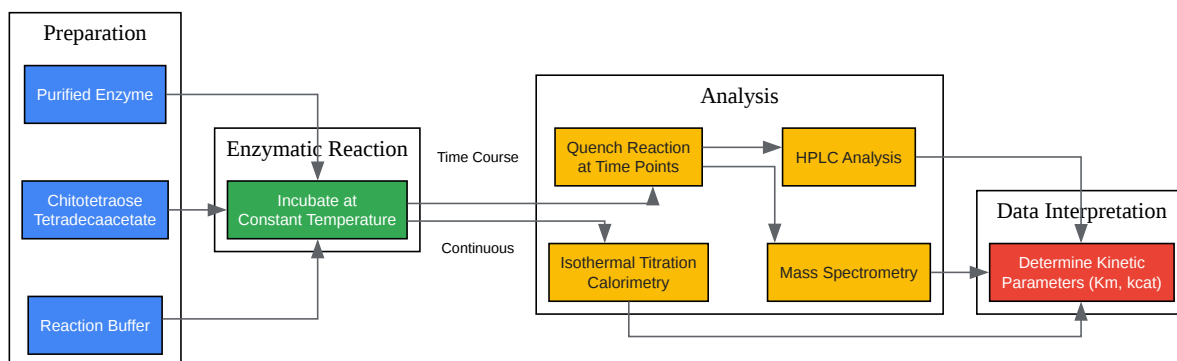 Preparation
Purified Enzyme
Chitotetraose
Tetradecaacetate
Reaction Buffer
Enzymatic Reaction
Incubate at
Constant Temperature
Time Course
Continuous
Analysis
Quench Reaction
at Time Points
HPLC Analysis
Isothermal Titration
Calorimetry
Mass Spectrometry
Data Interpretation
Determine Kinetic
Parameters (Km, kcat)